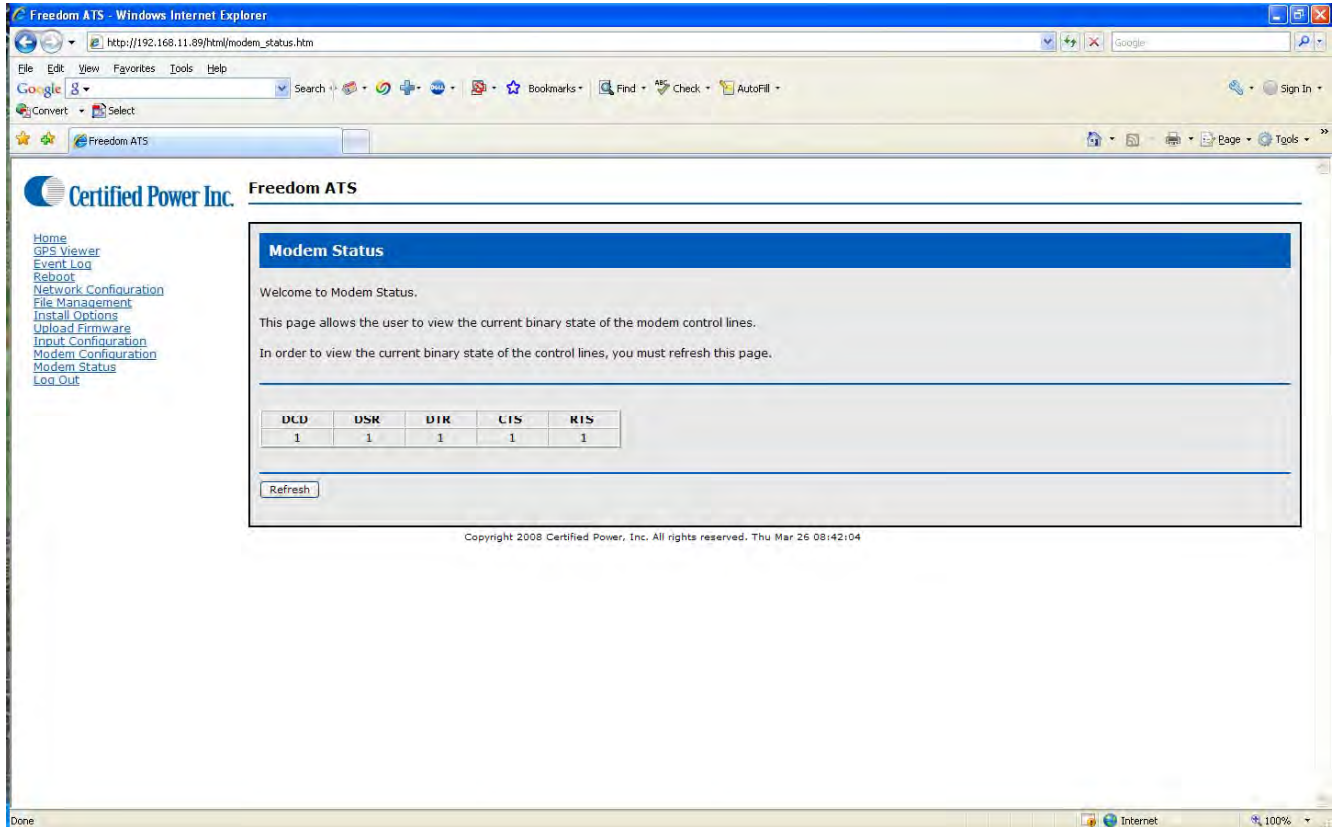 Freedom ATS - Windows Internet Explorer
http://192.168.11.89/html/modem_status.htm
Google
File Edit View Favorites Tools Help
Google Search Bookmarks Find Check AutoFill Sign In
Convert Select
Freedom ATS
Page Tools
Certified Power Inc.
Freedom ATS
Home
GPS Viewer
Event Log
Reboot
Network Configuration
File Management
Install Options
Upload Firmware
Input Configuration
Modem Configuration
Modem Status
Log Out
Modem Status
Welcome to Modem Status.
This page allows the user to view the current binary state of the modem control lines.
In order to view the current binary state of the control lines, you must refresh this page.
DCD DSR DTR CTS RTS
1 1 1 1 1
Refresh
Copyright 2008 Certified Power, Inc. All rights reserved. Thu Mar 26 08:42:04
Done
Internet
100%